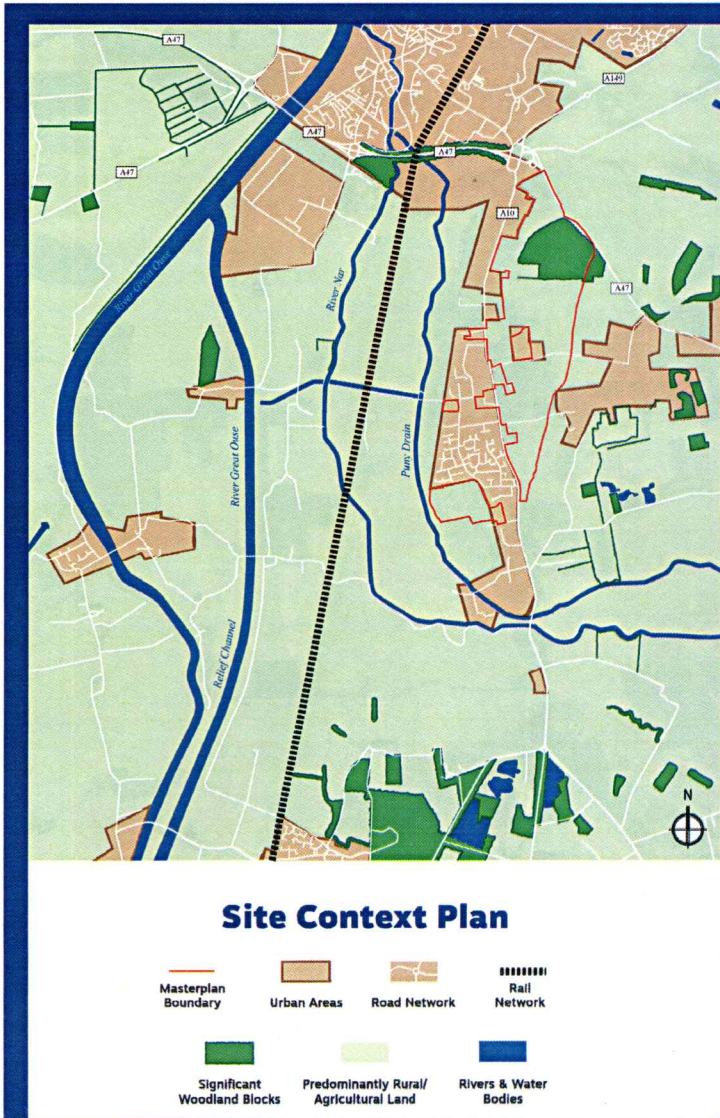 A47
A149
A47
A47
A47
A10
River Great Ouse
River Nar
A47
River Great Ouse
Puny Drain
Relief Channel
N
Site Context Plan
Masterplan
Boundary
Urban Areas
Road Network
Rail
Network
Significant
Woodland Blocks
Predominantly Rural/
Agricultural Land
Rivers & Water
Bodies